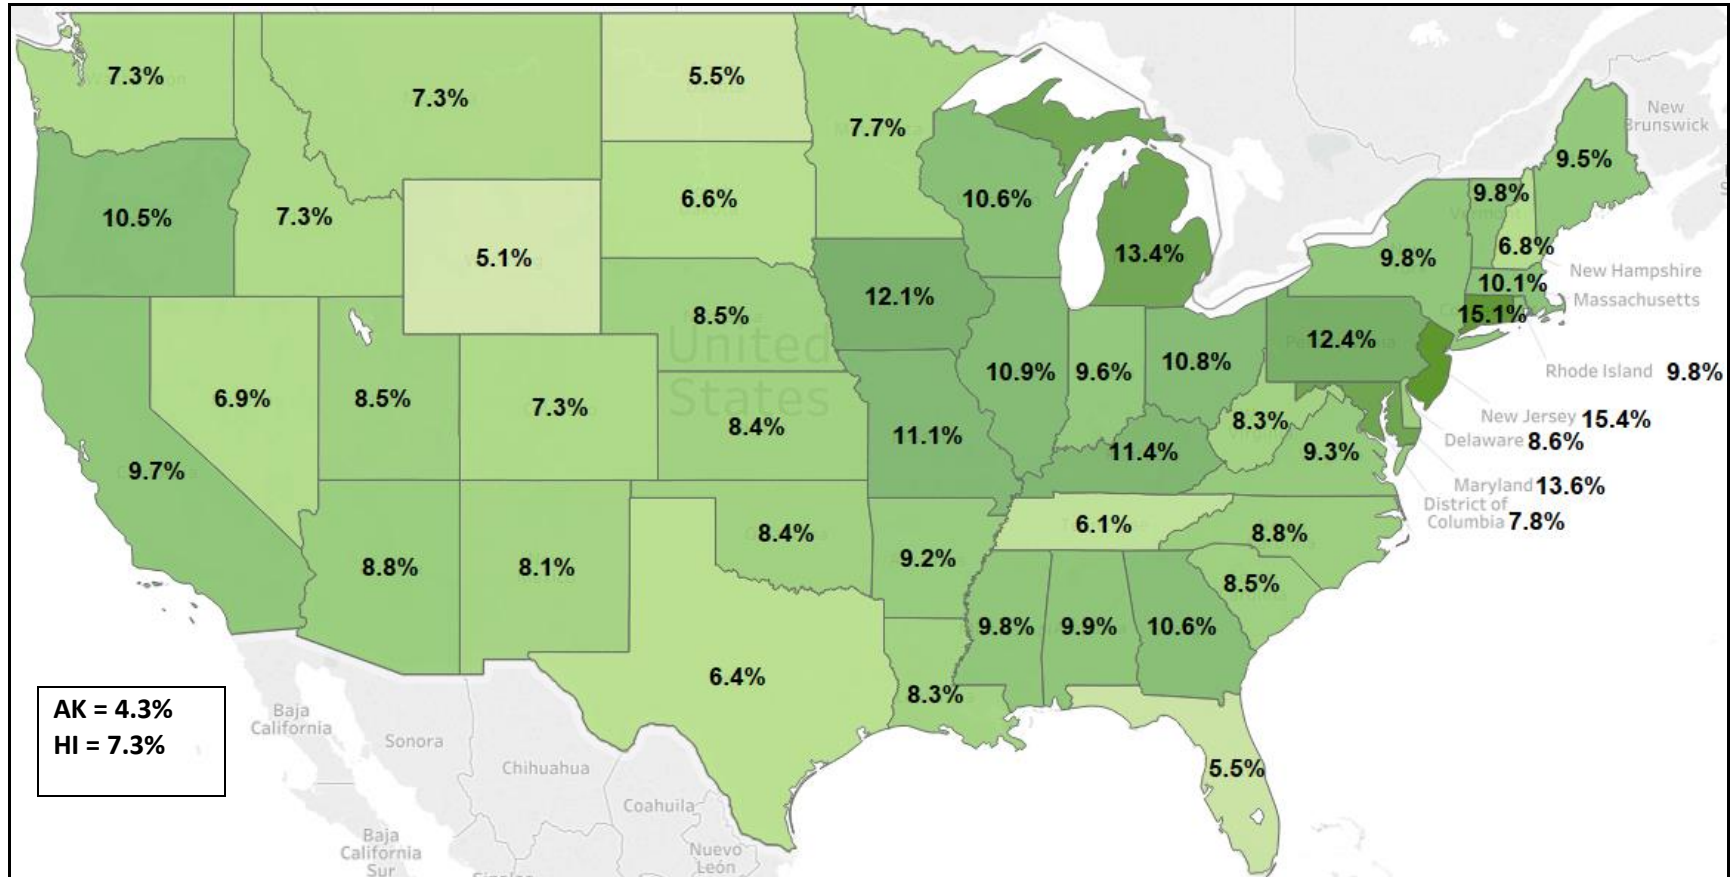 7.3%
7.3%
5.5%
7.7%
New
Brunswick
9.5%
10.5%
7.3%
5.1%
6.6%
10.6%
13.4%
9.8%
9.8%
6.8%
New Hampshire
10.1%
Massachusetts
15.1%
8.5%
12.1%
United
States
12.4%
Rhode Island 9.8%
6.9%
8.5%
7.3%
8.4%
11.1%
10.9%
9.6%
10.8%
8.3%
11.4%
9.3%
New Jersey 15.4%
Delaware 8.6%
Maryland 13.6%
District of
Columbia 7.8%
9.7%
8.8%
8.1%
8.4%
9.2%
6.1%
8.8%
8.5%
9.8%
9.9%
10.6%
6.4%
8.3%
5.5%
AK = 4.3%
HI = 7.3%
Baja
California
Sonora
Chihuahua
Coahuila
Baja
California
Sur
Nuevo
León